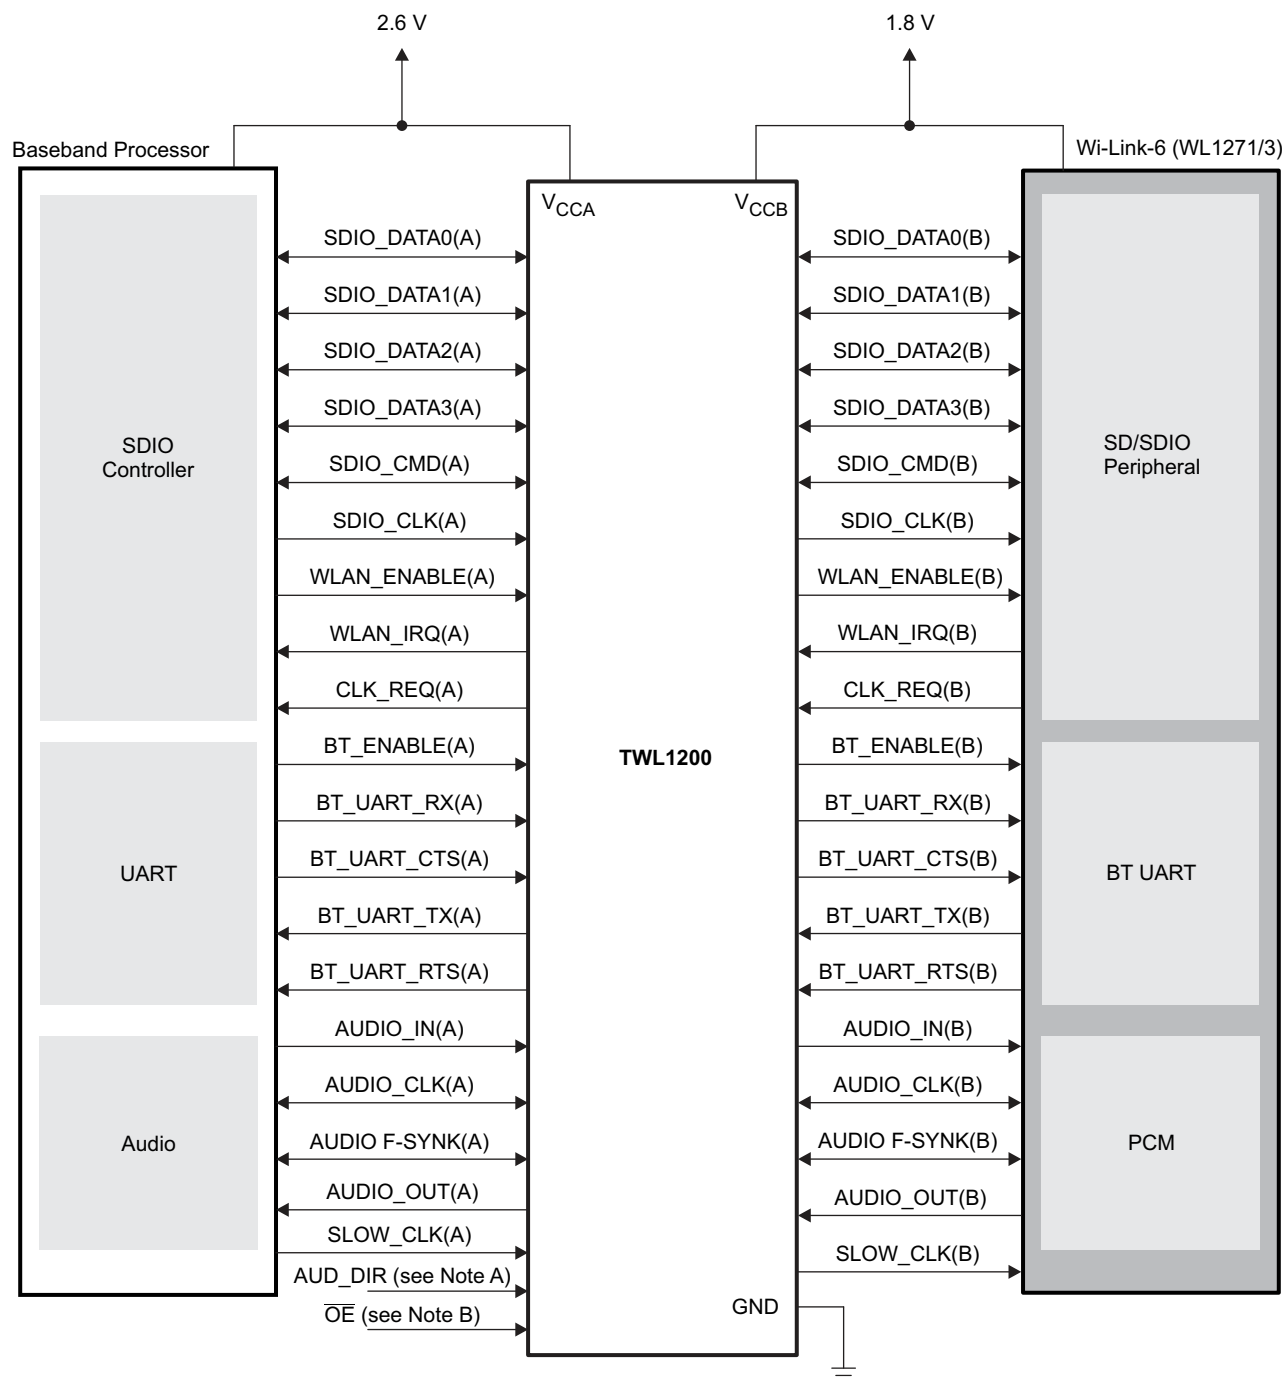 2.6 V
1.8 V
Baseband Processor
Wi-Link-6 (WL1271/3)
VCCA
VCCB
SDIO_DATA0(A)
SDIO_DATA0(B)
SDIO_DATA1(A)
SDIO_DATA1(B)
SDIO_DATA2(A)
SDIO_DATA2(B)
SDIO_DATA3(A)
SDIO_DATA3(B)
SDIO
Controller
SD/SDIO
Peripheral
SDIO_CMD(A)
SDIO_CMD(B)
SDIO_CLK(A)
SDIO_CLK(B)
WLAN_ENABLE(A)
WLAN_ENABLE(B)
WLAN_IRQ(A)
WLAN_IRQ(B)
CLK_REQ(A)
CLK_REQ(B)
BT_ENABLE(A)
BT_ENABLE(B)
TWL1200
BT_UART_RX(A)
BT_UART_RX(B)
BT_UART_CTS(A)
BT_UART_CTS(B)
UART
BT UART
BT_UART_TX(A)
BT_UART_TX(B)
BT_UART_RTS(A)
BT_UART_RTS(B)
AUDIO_IN(A)
AUDIO_IN(B)
AUDIO_CLK(A)
AUDIO_CLK(B)
Audio
AUDIO F-SYNK(A)
AUDIO F-SYNK(B)
PCM
AUDIO_OUT(A)
AUDIO_OUT(B)
SLOW_CLK(A)
SLOW_CLK(B)
AUD_DIR (see Note A)
OE (see Note B)
GND